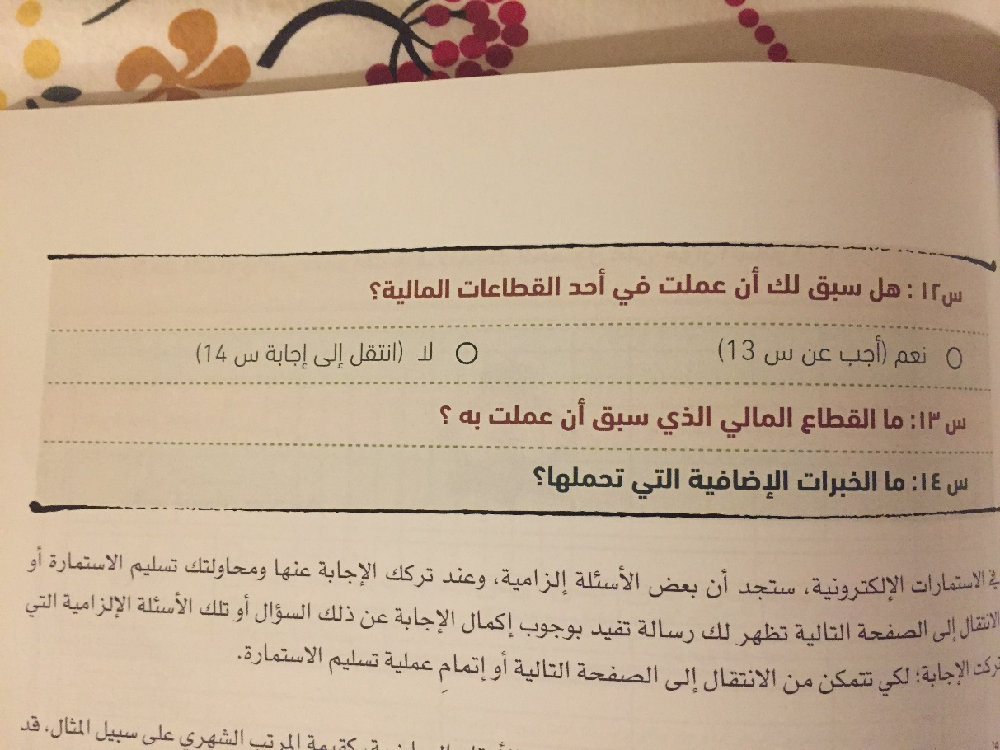 س١٢ : هل سبق لك أن عملت في أحد القطاعات المالية؟
نعم (أجب عن س 13) لا (انتقل إلى إجابة س 14)
س ١٣: ما القطاع المالي الذي سبق أن عملت به ؟
س ١٤: ما الخبرات الإضافية التي تحملها؟
في الاستمارات الإلكترونية، ستجد أن بعض الأسئلة إلزامية، وعند تركك الإجابة عنها ومحاولتك تسليم الاستمارة أو
الانتقال إلى الصفحة التالية تظهر لك رسالة تفيد بوجوب إكمال الإجابة عن ذلك السؤال أو تلك الأسئلة الإلزامية التي
تركت الإجابة؛ لكي تتمكن من الانتقال إلى الصفحة التالية أو إتمامِ عملية تسليم الاستمارة.
كقيمة المرتب الشهري على سبيل المثال، قد